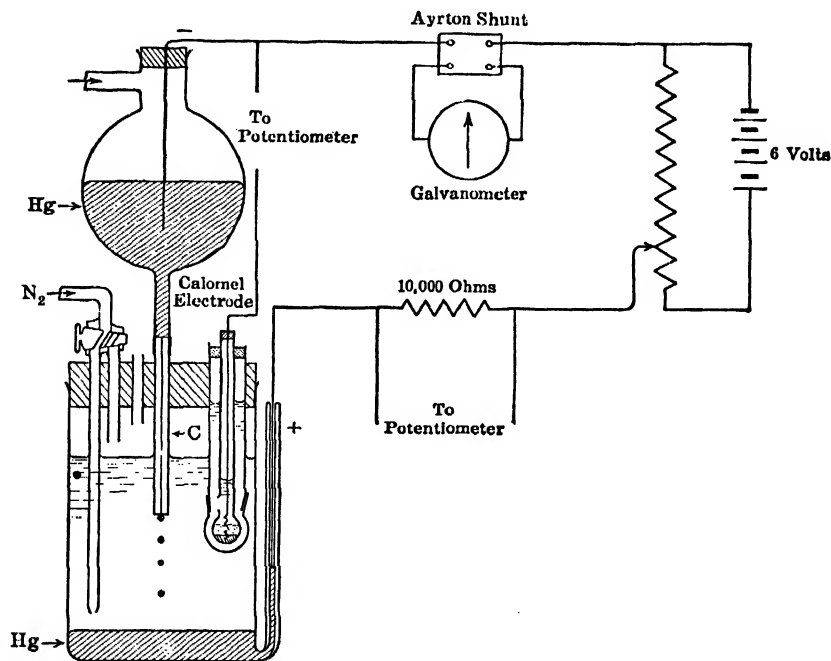 Ayrton Shunt
−
To
Potentiometer
Galvanometer
6 Volts
Hg
Calomel
Electrode
N₂
10,000 Ohms
To
Potentiometer
C
+
Hg